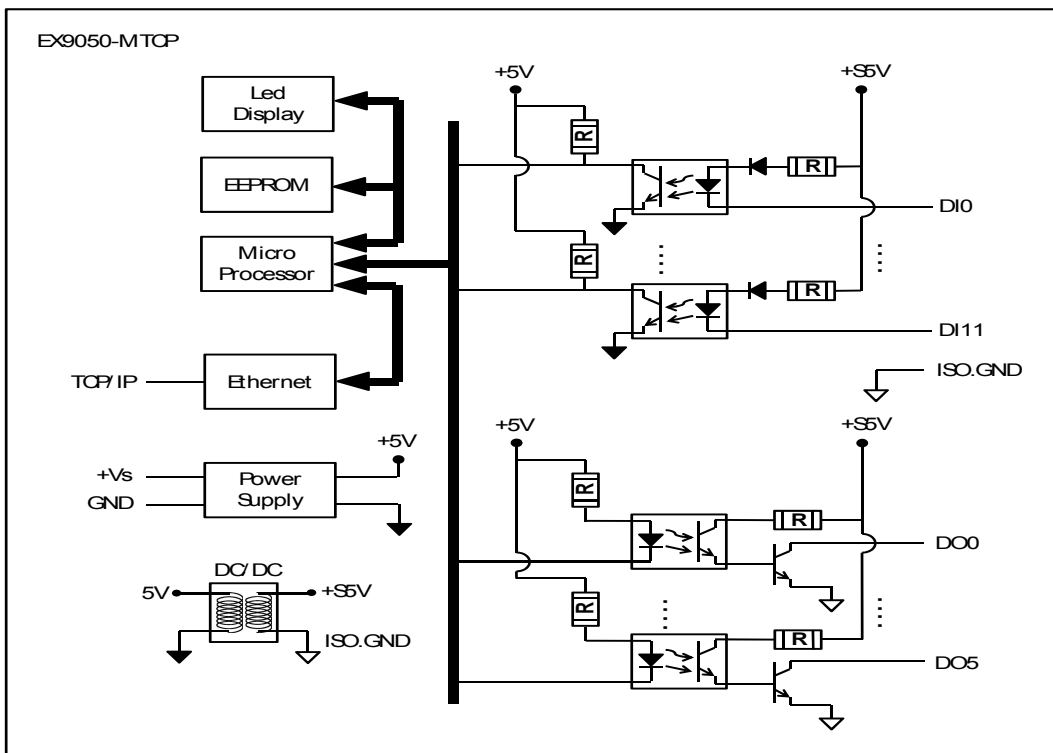 EX9050-MTCP
Led
Display
EEPROM
Micro
Processor
Ethernet
TCP/IP
+Vs
GND
Power
Supply
+5V
DC/DC
5V
+S5V
ISO.GND
+5V
+S5V
R
R
DI0
R
R
DI11
ISO.GND
+5V
+S5V
R
R
DO0
R
R
DO5